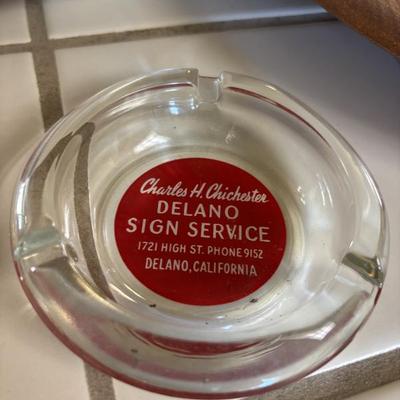 Charles H. Chichester
DELANO
SIGN SERVICE
1721 HIGH ST. PHONE 9152
DELANO, CALIFORNIA